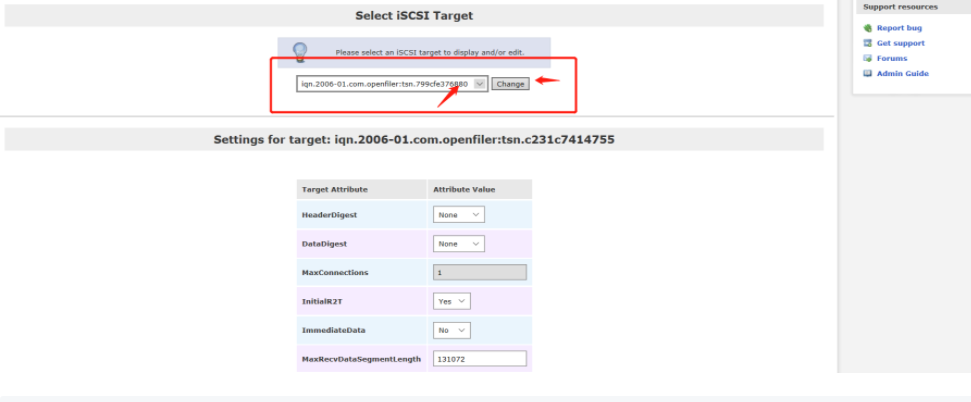 Select iSCSI Target
Please select an iSCSI target to display and/or edit.
iqn.2006-01.com.openfiler:tsn.799cfe376880
Change
Settings for target: iqn.2006-01.com.openfiler:tsn.c231c7414755
Target Attribute Attribute Value
HeaderDigest None
DataDigest None
MaxConnections 1
InitialR2T Yes
ImmediateData No
MaxRecvDataSegmentLength 131072
Support resources
Report bug
Get support
Forums
Admin Guide